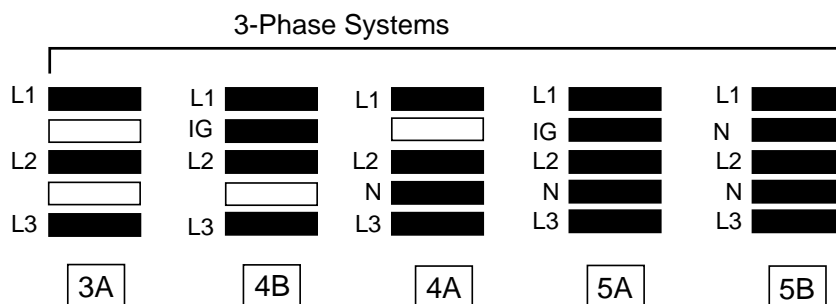 3-Phase Systems
L1 L1 L1 L1 L1
IG IG N
L2 L2 L2 L2 L2
N N N
L3 L3 L3 L3 L3
3A 4B 4A 5A 5B